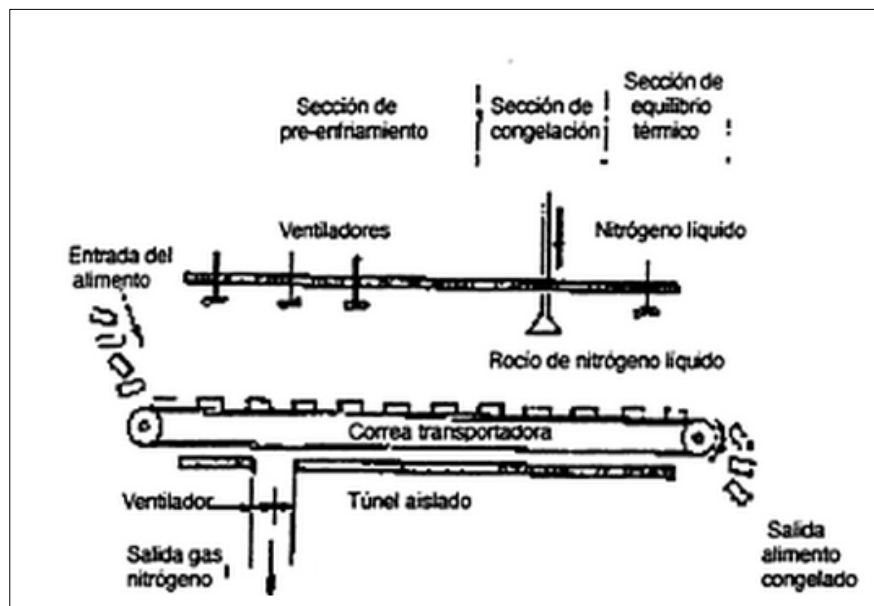 Sección de
pre-enfriamiento
Sección de
congelación
Sección de
equilibrio
térmico
Ventiladores
Nitrógeno líquido
Entrada del
alimento
Rocío de nitrógeno líquido
Correa transportadora
Ventilador
Túnel aislado
Salida gas
nitrógeno
Salida
alimento
congelado